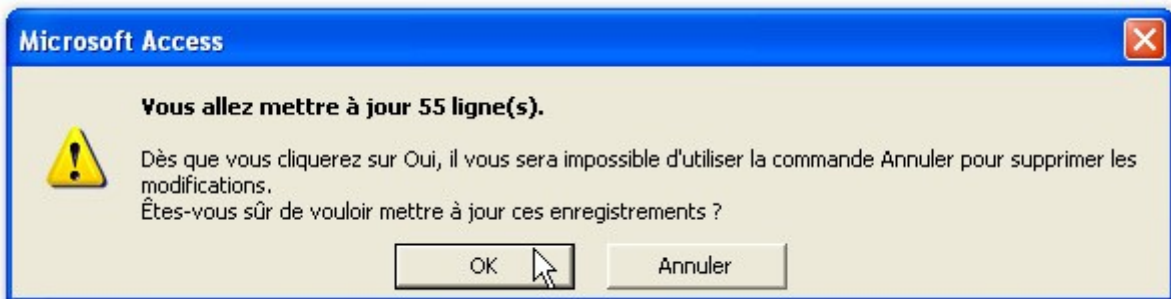 Microsoft Access
Vous allez mettre à jour 55 ligne(s).
Dès que vous cliquerez sur Oui, il vous sera impossible d'utiliser la commande Annuler pour supprimer les
modifications.
Êtes-vous sûr de vouloir mettre à jour ces enregistrements ?
OK
Annuler